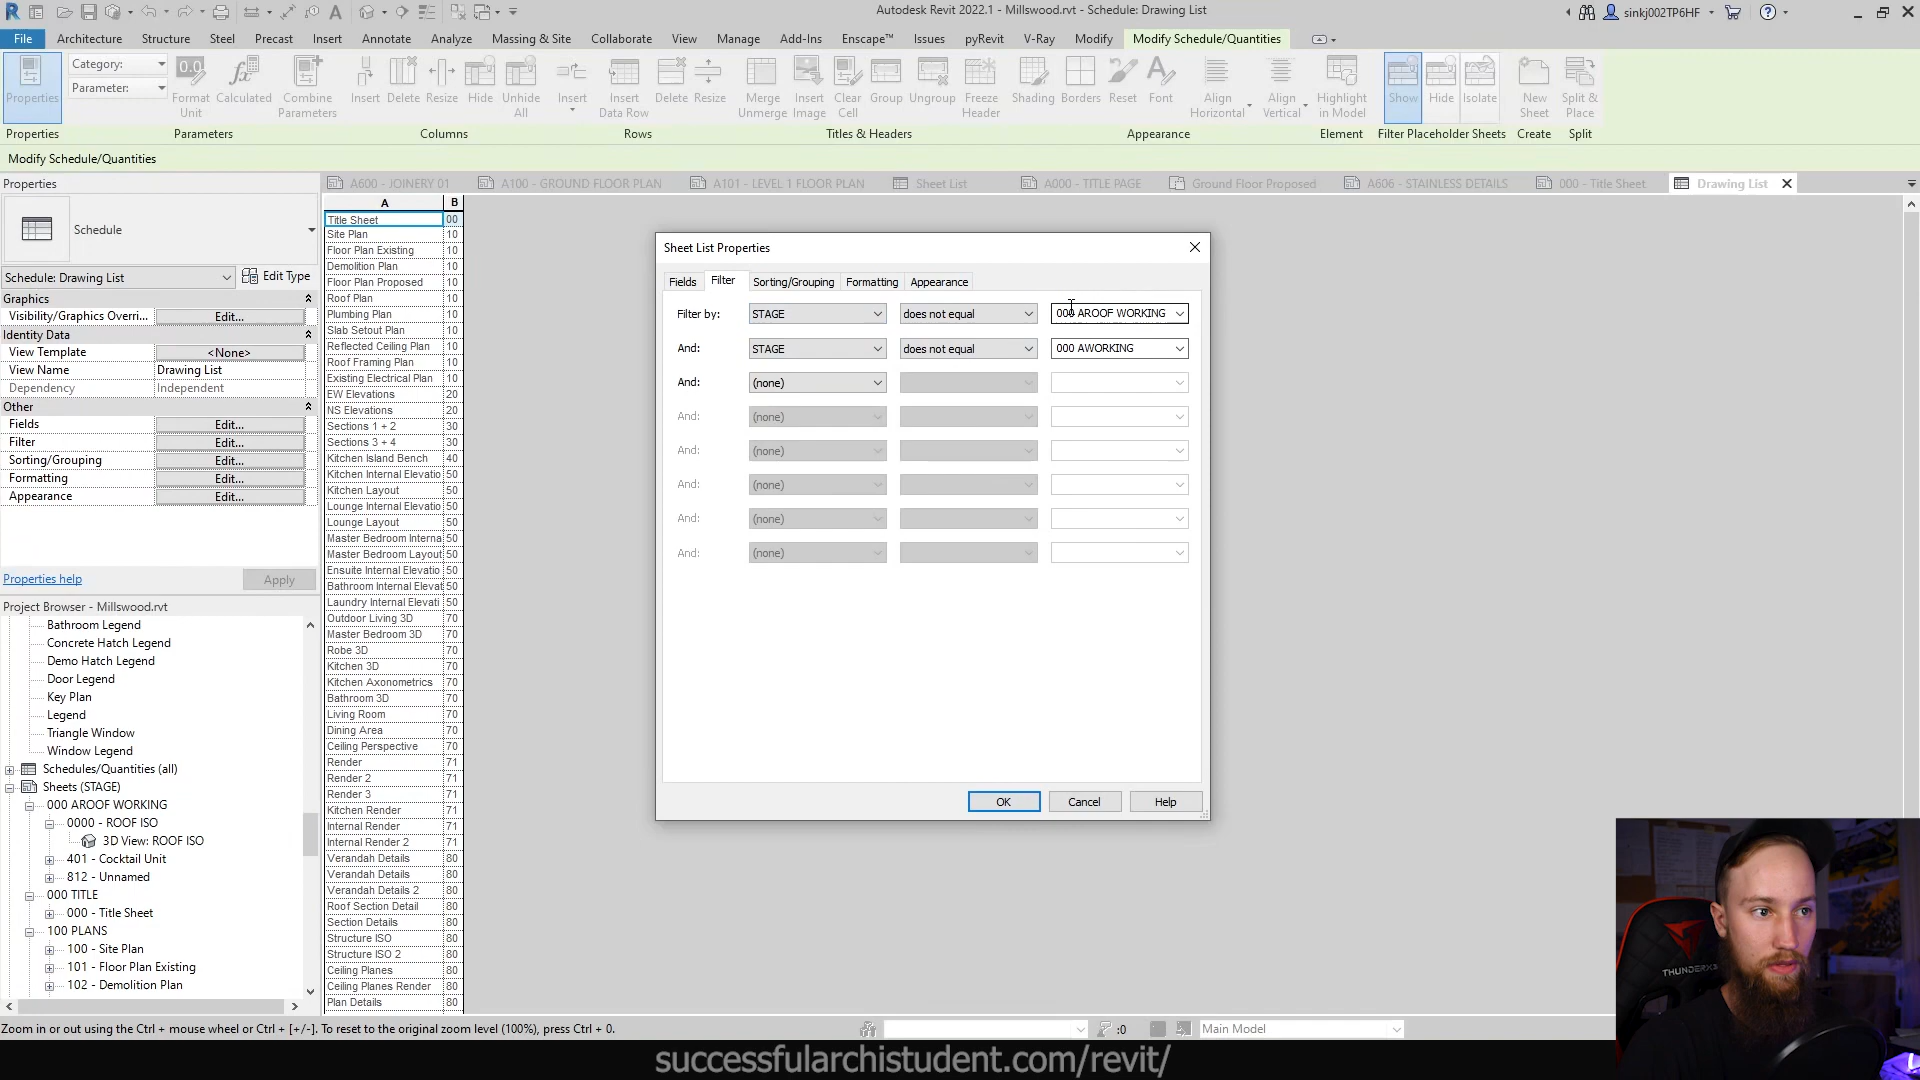 Autodesk Revit 2022.1 - Millswood.rvt - Schedule: Drawing List
sinkj002TP6HF
File Architecture Structure Steel Precast Insert Annotate Analyze Massing & Site Collaborate View Manage Add-Ins Enscape™ Issues pyRevit V-Ray Modify Modify Schedule/Quantities
Category:
Parameter:
Properties
Format Unit
Calculated
Combine Parameters
Insert Delete Resize Hide
Unhide All
Insert
Insert Data Row
Delete Resize
Merge Unmerge
Insert Image
Clear Cell
Group Ungroup
Freeze Header
Shading Borders Reset Font
Align Horizontal
Align Vertical
Highlight in Model
Show Hide Isolate
New Sheet
Split & Place
Properties Parameters Columns Rows Titles & Headers Appearance Element Filter Placeholder Sheets Create Split
Modify Schedule/Quantities
Properties
A600 - JOINERY 01
A100 - GROUND FLOOR PLAN
A101 - LEVEL 1 FLOOR PLAN
Sheet List
A000 - TITLE PAGE
Ground Floor Proposed
A606 - STAINLESS DETAILS
000 - Title Sheet
Drawing List
Schedule
Schedule: Drawing List
Edit Type
Graphics
Visibility/Graphics Overri... Edit...
Identity Data
View Template <None>
View Name Drawing List
Dependency Independent
Other
Fields Edit...
Filter Edit...
Sorting/Grouping Edit...
Formatting Edit...
Appearance Edit...
Properties help
Apply
Project Browser - Millswood.rvt
Bathroom Legend
Concrete Hatch Legend
Demo Hatch Legend
Door Legend
Key Plan
Legend
Triangle Window
Window Legend
Schedules/Quantities (all)
Sheets (STAGE)
000 AROOF WORKING
0000 - ROOF ISO
3D View: ROOF ISO
401 - Cocktail Unit
812 - Unnamed
000 TITLE
000 - Title Sheet
100 PLANS
100 - Site Plan
101 - Floor Plan Existing
102 - Demolition Plan
A B
Title Sheet 00
Site Plan 10
Floor Plan Existing 10
Demolition Plan 10
Floor Plan Proposed 10
Roof Plan 10
Plumbing Plan 10
Slab Setout Plan 10
Reflected Ceiling Plan 10
Roof Framing Plan 10
Existing Electrical Plan 10
EW Elevations 20
NS Elevations 20
Sections 1 + 2 30
Sections 3 + 4 30
Kitchen Island Bench 40
Kitchen Internal Elevatio 50
Kitchen Layout 50
Lounge Internal Elevatio 50
Lounge Layout 50
Master Bedroom Interna 50
Master Bedroom Layout 50
Ensuite Internal Elevatio 50
Bathroom Internal Elevat 50
Laundry Internal Elevati 50
Outdoor Living 3D 70
Master Bedroom 3D 70
Robe 3D 70
Kitchen 3D 70
Kitchen Axonometrics 70
Bathroom 3D 70
Living Room 70
Dining Area 70
Ceiling Perspective 70
Render 71
Render 2 71
Render 3 71
Kitchen Render 71
Internal Render 71
Internal Render 2 71
Verandah Details 80
Verandah Details 80
Verandah Details 2 80
Roof Section Detail 80
Section Details 80
Structure ISO 80
Structure ISO 2 80
Ceiling Planes 80
Ceiling Planes Render 80
Plan Details 80
Sheet List Properties
Fields Filter Sorting/Grouping Formatting Appearance
Filter by: STAGE does not equal 000 AROOF WORKING
And: STAGE does not equal 000 AWORKING
And: (none)
And: (none)
And: (none)
And: (none)
And: (none)
And: (none)
OK Cancel Help
Zoom in or out using the Ctrl + mouse wheel or Ctrl + [+/-]. To reset to the original zoom level (100%), press Ctrl + 0.
:0
Main Model
THUNDERX3
successfularchistudent.com/revit/